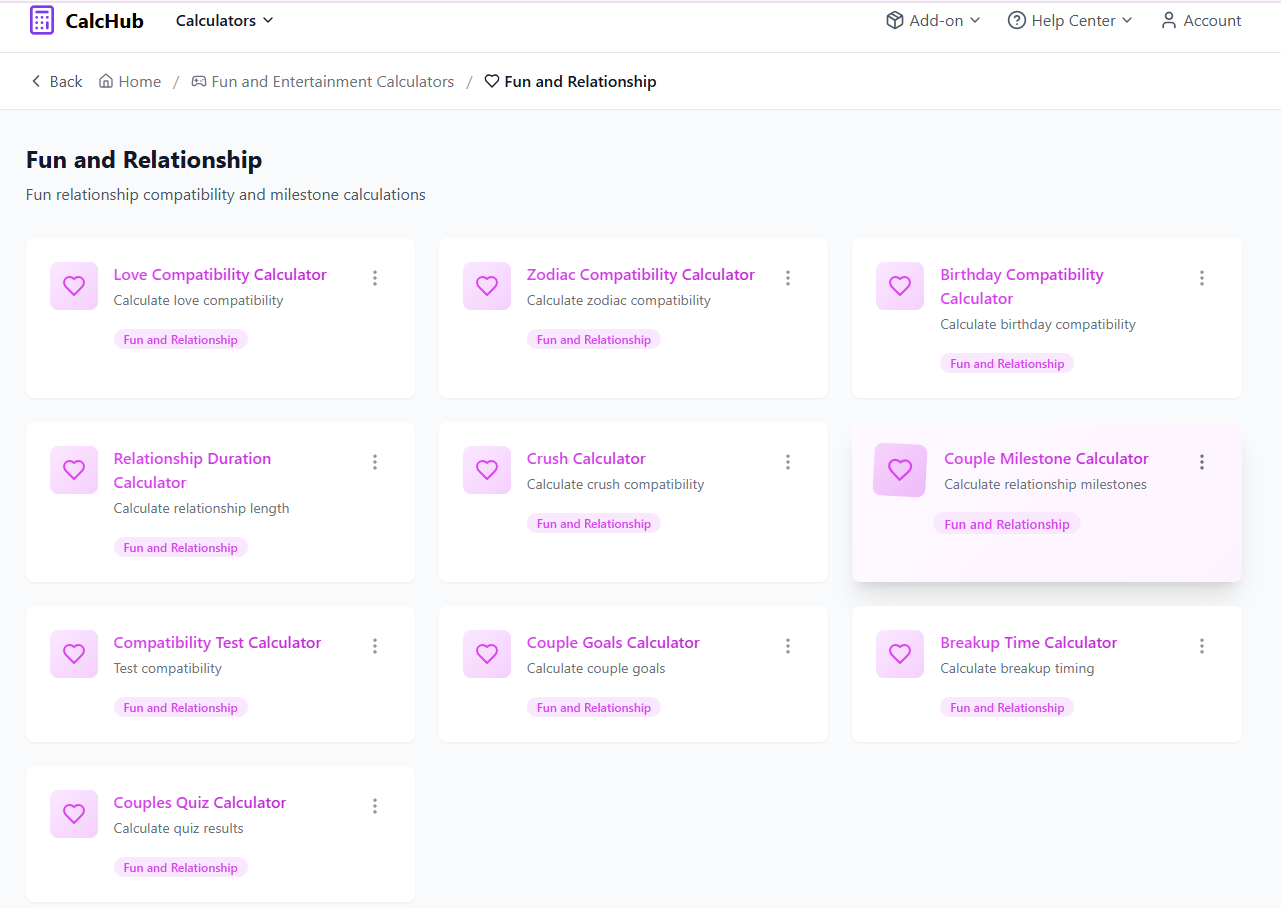 CalcHub Calculators Add-on Help Center Account
Back Home / Fun and Entertainment Calculators / Fun and Relationship
Fun and Relationship
Fun relationship compatibility and milestone calculations
Love Compatibility Calculator
Calculate love compatibility
Fun and Relationship
Zodiac Compatibility Calculator
Calculate zodiac compatibility
Fun and Relationship
Birthday Compatibility
Calculator
Calculate birthday compatibility
Fun and Relationship
Relationship Duration
Calculator
Calculate relationship length
Fun and Relationship
Crush Calculator
Calculate crush compatibility
Fun and Relationship
Couple Milestone Calculator
Calculate relationship milestones
Fun and Relationship
Compatibility Test Calculator
Test compatibility
Fun and Relationship
Couple Goals Calculator
Calculate couple goals
Fun and Relationship
Breakup Time Calculator
Calculate breakup timing
Fun and Relationship
Couples Quiz Calculator
Calculate quiz results
Fun and Relationship